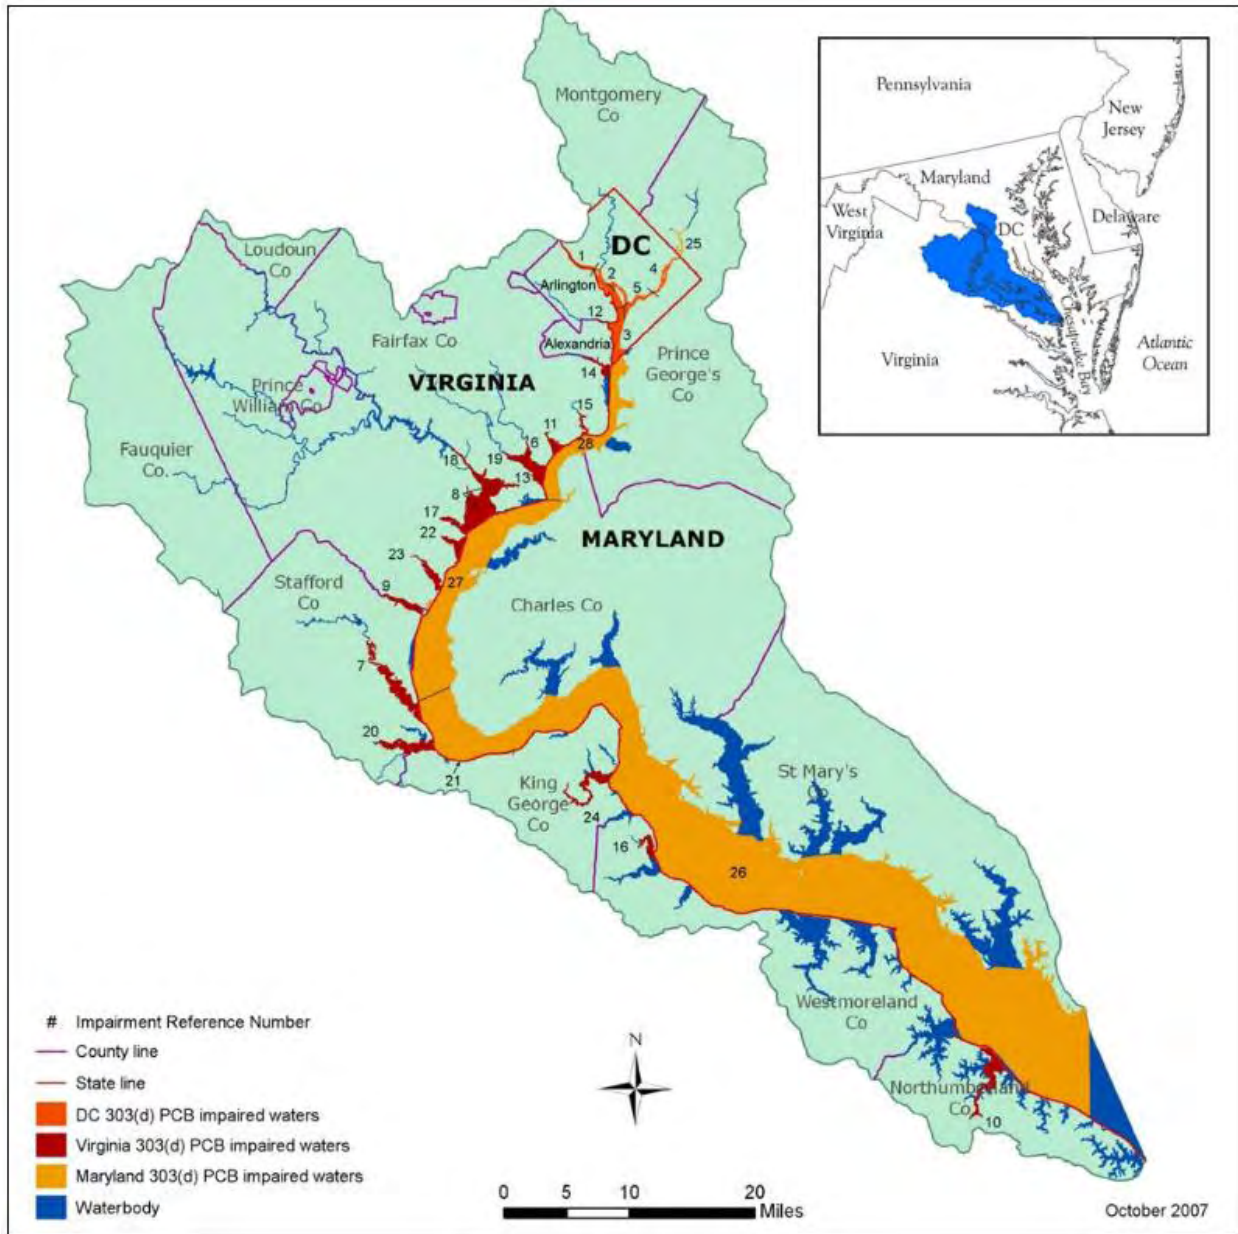 Montgomery
Co
Pennsylvania
New
Jersey
Maryland
West
Virginia
DC
Delaware
Chesapeake Bay
Virginia
Atlantic
Ocean
Loudoun
Co
DC
25
1
2
4
Arlington
5
12
3
Fairfax Co
Alexandria
Prince
George's
Co
14
VIRGINIA
Prince
William Co
15
11
28
16
19
18
13
Fauquier
Co.
8
17
22
MARYLAND
23
27
9
Stafford
Co
Charles Co
7
20
21
St Mary's
Co
King
George
Co
24
16
26
Westmoreland
Co
Northumberland
Co
10
# Impairment Reference Number
County line
State line
DC 303(d) PCB impaired waters
Virginia 303(d) PCB impaired waters
Maryland 303(d) PCB impaired waters
Waterbody
N
0 5 10 20
Miles
October 2007